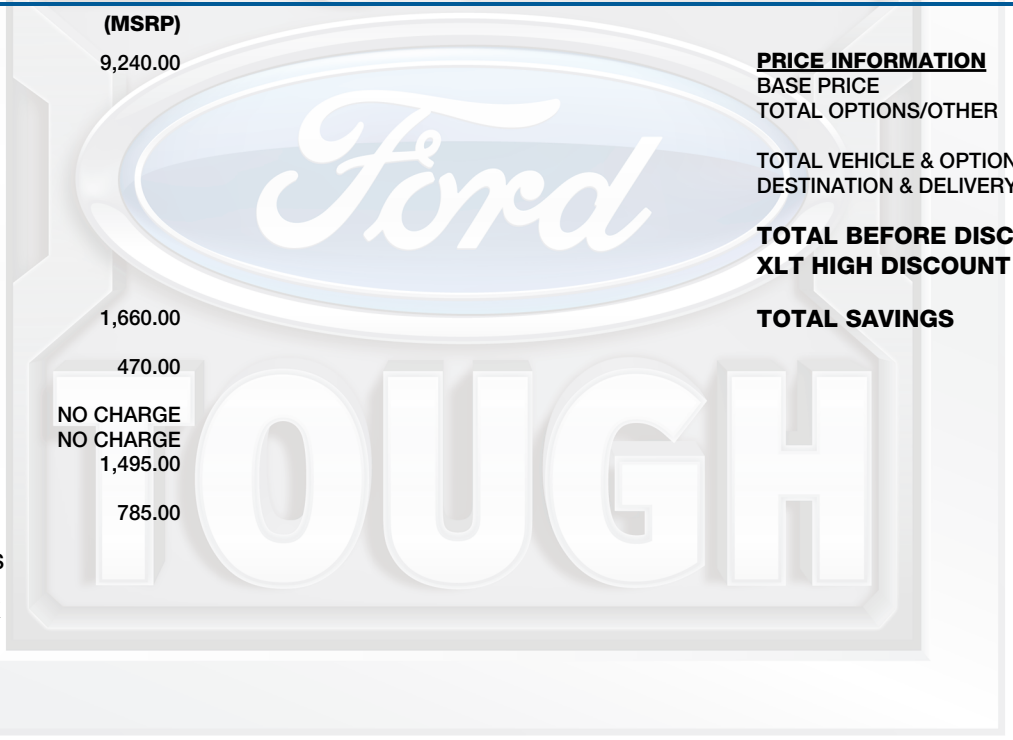 (MSRP)
9,240.00
1,660.00
470.00
NO CHARGE
NO CHARGE
1,495.00
785.00
S
PRICE INFORMATION
BASE PRICE
TOTAL OPTIONS/OTHER
TOTAL VEHICLE & OPTION
DESTINATION & DELIVERY
TOTAL BEFORE DISC
XLT HIGH DISCOUNT
TOTAL SAVINGS
Ford
TOUGH